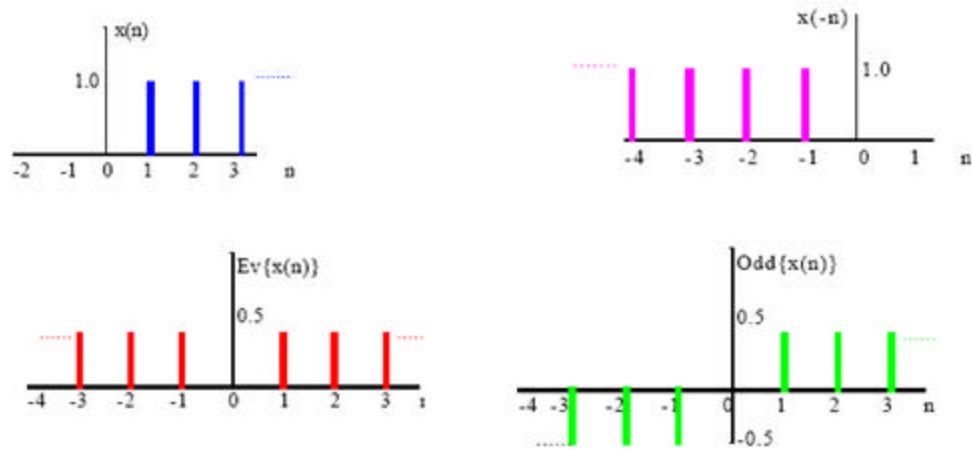 x(n)
1.0
-2 -1 0 1 2 3 n
x(-n)
1.0
-4 -3 -2 -1 0 1 n
Ev{x(n)}
0.5
-4 -3 -2 -1 0 1 2 3
Odd{x(n)}
0.5
-4 -3 -2 -1 0 1 2 3 n
-0.5